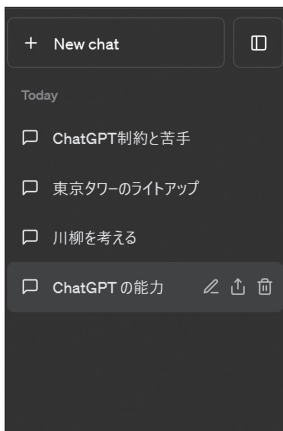 + New chat
Today
ChatGPT制約と苦手
東京タワーのライトアップ
川柳を考える
ChatGPT の能力